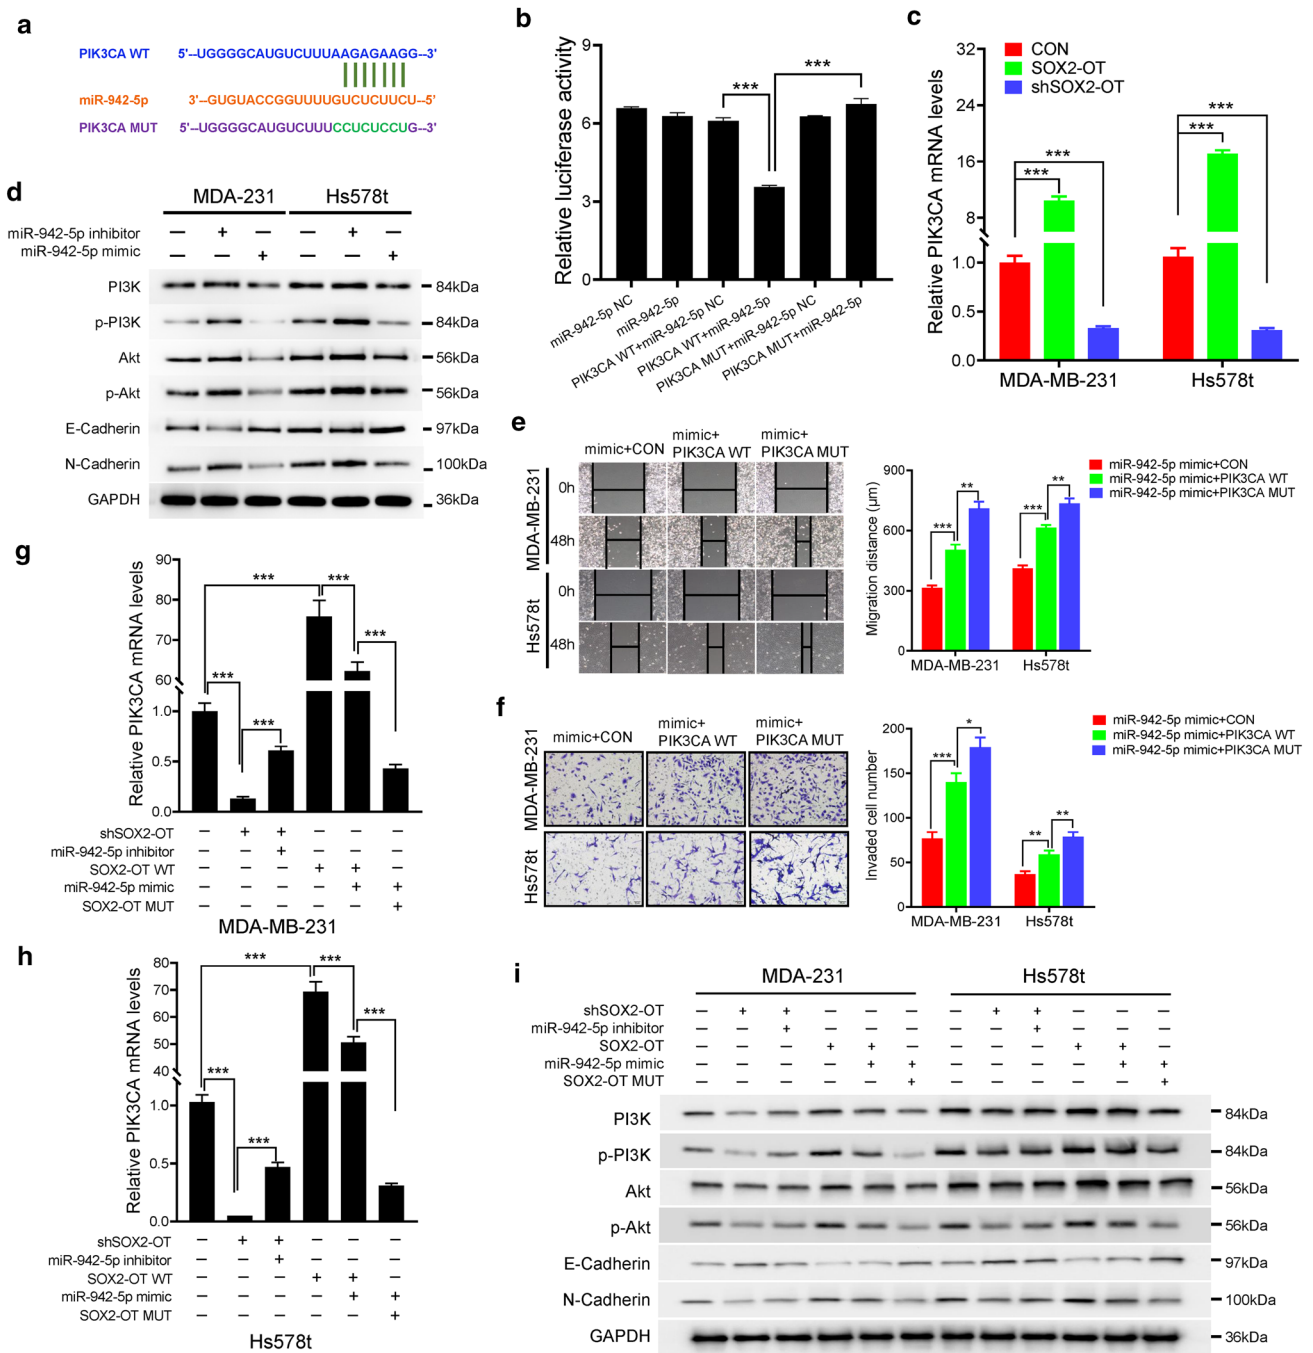 a
PIK3CA WT 5'--UGGGGCAUGUCUUUAAGAGAAGG--3'
miR-942-5p 3'--GUGUACCGGUUUUGUCUCUUCU--5'
PIK3CA MUT 5'--UGGGGCAUGUCUUUCCUCUCCUG--3'
b
Relative luciferase activity
9
6
3
0
*** ***
miR-942-5p NC
miR-942-5p
PIK3CA WT+miR-942-5p NC
PIK3CA WT+miR-942-5p
PIK3CA MUT+miR-942-5p NC
PIK3CA MUT+miR-942-5p
c
Relative PIK3CA mRNA levels
32
24
16
8
1.0
0.5
0.0
CON
SOX2-OT
shSOX2-OT
*** ***
*** ***
MDA-MB-231 Hs578t
d
MDA-231 Hs578t
miR-942-5p inhibitor — + — — + —
miR-942-5p mimic — — + — — +
PI3K 84kDa
p-PI3K 84kDa
Akt 56kDa
p-Akt 56kDa
E-Cadherin 97kDa
N-Cadherin 100kDa
GAPDH 36kDa
e
mimic+CON mimic+ PIK3CA WT mimic+ PIK3CA MUT
MDA-MB-231
0h
48h
Hs578t
0h
48h
Migration distance (μm)
900
600
300
0
miR-942-5p mimic+CON
miR-942-5p mimic+PIK3CA WT
miR-942-5p mimic+PIK3CA MUT
*** ** *** **
MDA-MB-231 Hs578t
f
mimic+CON mimic+ PIK3CA WT mimic+ PIK3CA MUT
MDA-MB-231
Hs578t
Invaded cell number
200
150
100
50
0
miR-942-5p mimic+CON
miR-942-5p mimic+PIK3CA WT
miR-942-5p mimic+PIK3CA MUT
*** * ** **
MDA-MB-231 Hs578t
g
Relative PIK3CA mRNA levels
90
80
70
60
1.0
0.5
0.0
*** *** *** *** ***
shSOX2-OT — + + — — —
miR-942-5p inhibitor — — + — — —
SOX2-OT WT — — — + + —
miR-942-5p mimic — — — — + +
SOX2-OT MUT — — — — — +
MDA-MB-231
h
Relative PIK3CA mRNA levels
80
70
60
50
40
1.0
0.5
0.0
*** *** *** *** ***
shSOX2-OT — + + — — —
miR-942-5p inhibitor — — + — — —
SOX2-OT WT — — — + + —
miR-942-5p mimic — — — — + +
SOX2-OT MUT — — — — — +
Hs578t
i
MDA-231 Hs578t
shSOX2-OT — + + — — — — + + — — —
miR-942-5p inhibitor — — + — — — — — + — — —
SOX2-OT — — — + + — — — — + + —
miR-942-5p mimic — — — — + + — — — — + +
SOX2-OT MUT — — — — — + — — — — — +
PI3K 84kDa
p-PI3K 84kDa
Akt 56kDa
p-Akt 56kDa
E-Cadherin 97kDa
N-Cadherin 100kDa
GAPDH 36kDa